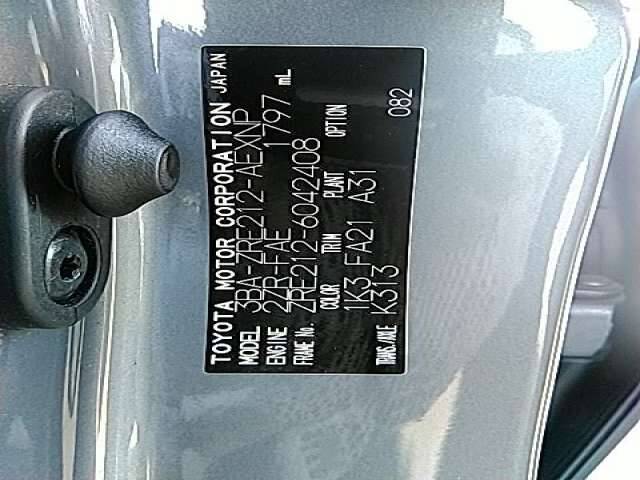 TOYOTA MOTOR CORPORATION JAPAN
MODEL 3BA-ZRE212-AEXNP
ENGINE 2ZR-FAE 1797 mL
FRAME No. ZRE212-6042408
COLOR TRIM PLANT OPTION
1K3 FA21 A31
TRANS./AXLE K313 082